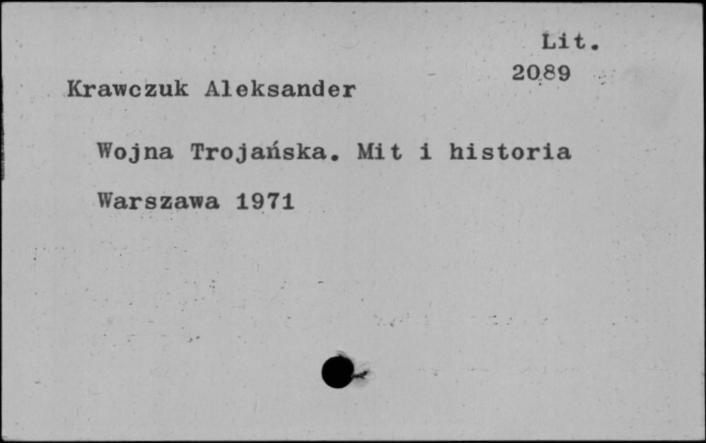 Lit.
2089
Krawczuk Aleksander
Wojna Trojańska. Mit i historia
Warszawa 1971